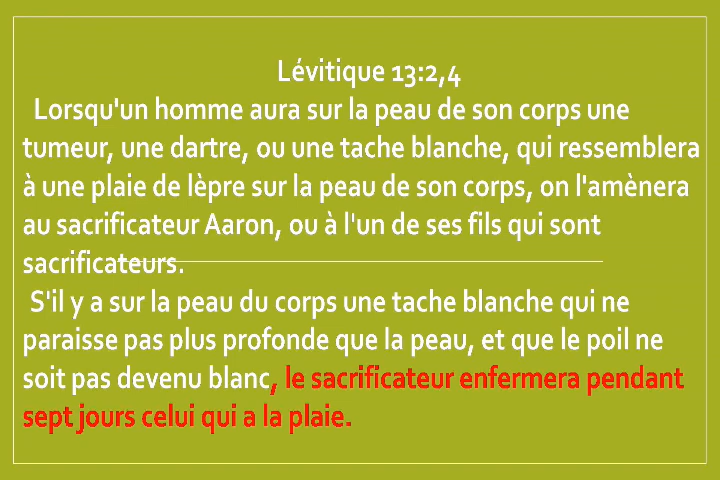 Lévitique 13:2,4
Lorsqu'un homme aura sur la peau de son corps une
tumeur, une dartre, ou une tache blanche, qui ressemblera
à une plaie de lèpre sur la peau de son corps, on l'amènera
au sacrificateur Aaron, ou à l'un de ses fils qui sont
sacrificateurs.
S'il y a sur la peau du corps une tache blanche qui ne
paraisse pas plus profonde que la peau, et que le poil ne
soit pas devenu blanc, le sacrificateur enfermera pendant
sept jours celui qui a la plaie.